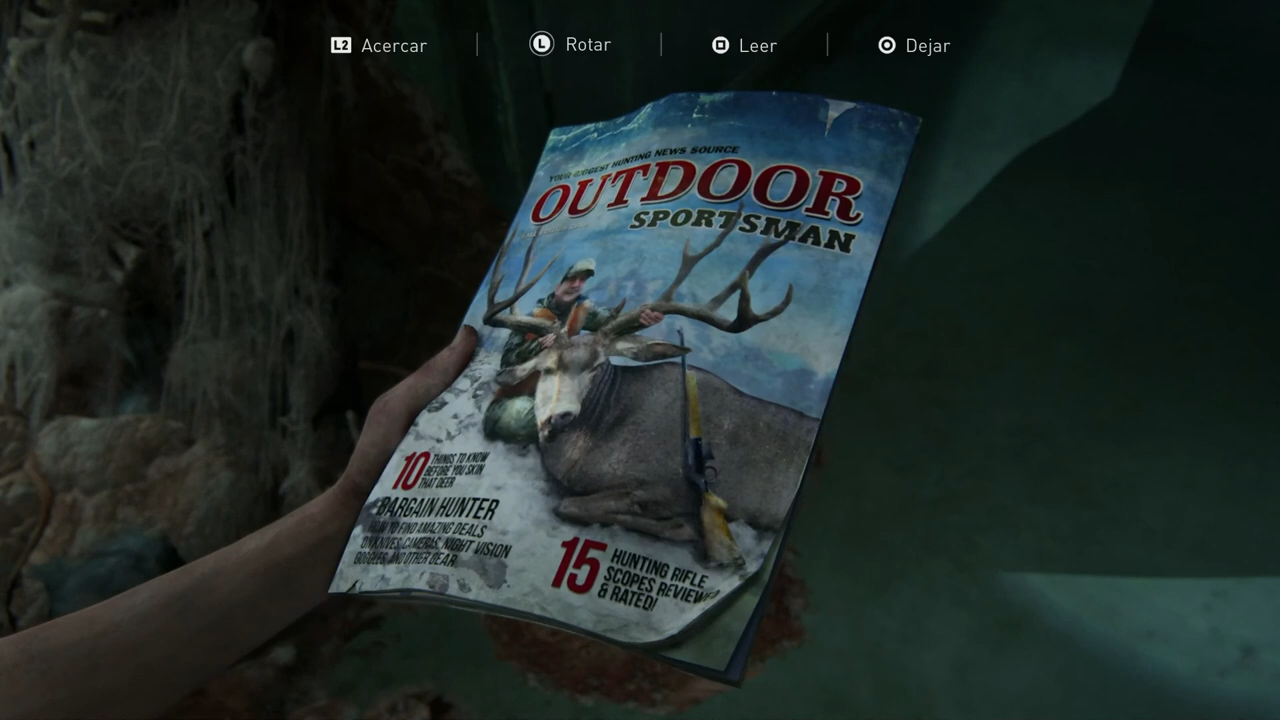 L2 Acercar
L Rotar
Leer
Dejar
YOUR BIGGEST HUNTING NEWS SOURCE
OUTDOOR
SPORTSMAN
10 THINGS TO KNOW
BEFORE YOU SKIN
THAT DEER
BARGAIN HUNTER
HOW TO FIND AMAZING DEALS
ON KNIVES, CAMERAS, NIGHT VISION
GOGGLES, AND OTHER GEAR
15 HUNTING RIFLE
SCOPES REVIEWED
& RATED!